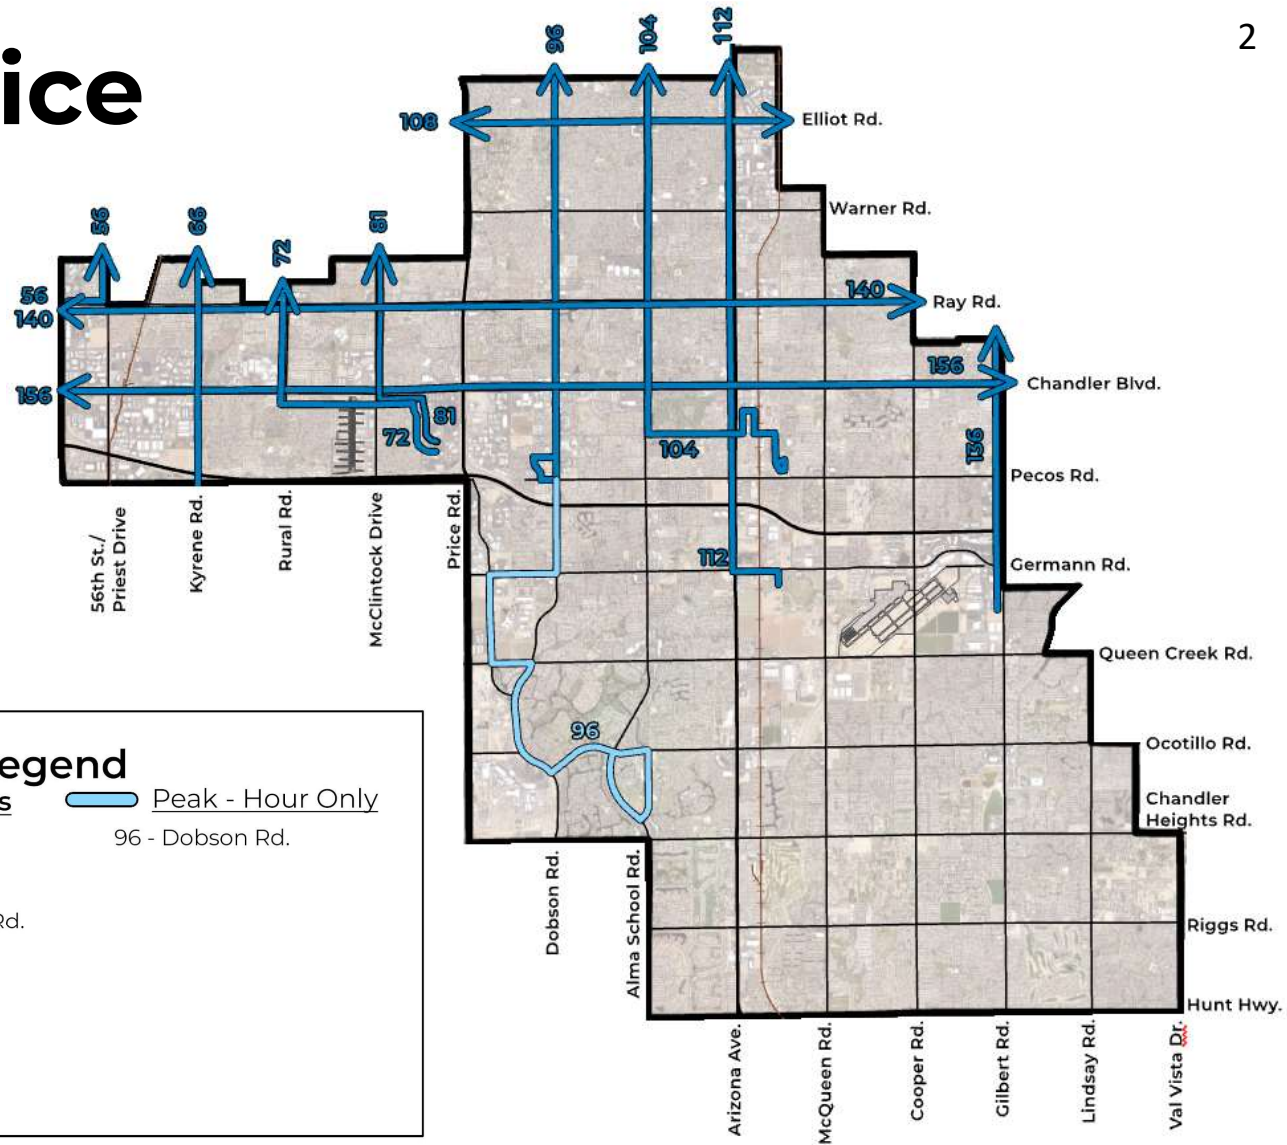 2
ice
96
104
112
108
Elliot Rd.
Warner Rd.
56
66
72
81
56
140
140
Ray Rd.
156
156
Chandler Blvd.
81
72
104
136
Pecos Rd.
112
Germann Rd.
56th St./
Priest Drive
Kyrene Rd.
Rural Rd.
McClintock Drive
Price Rd.
Queen Creek Rd.
96
Ocotillo Rd.
Chandler
Heights Rd.
egend
s
Peak - Hour Only
96 - Dobson Rd.
Rd.
Dobson Rd.
Alma School Rd.
Riggs Rd.
Hunt Hwy.
Arizona Ave.
McQueen Rd.
Cooper Rd.
Gilbert Rd.
Lindsay Rd.
Val Vista Dr.